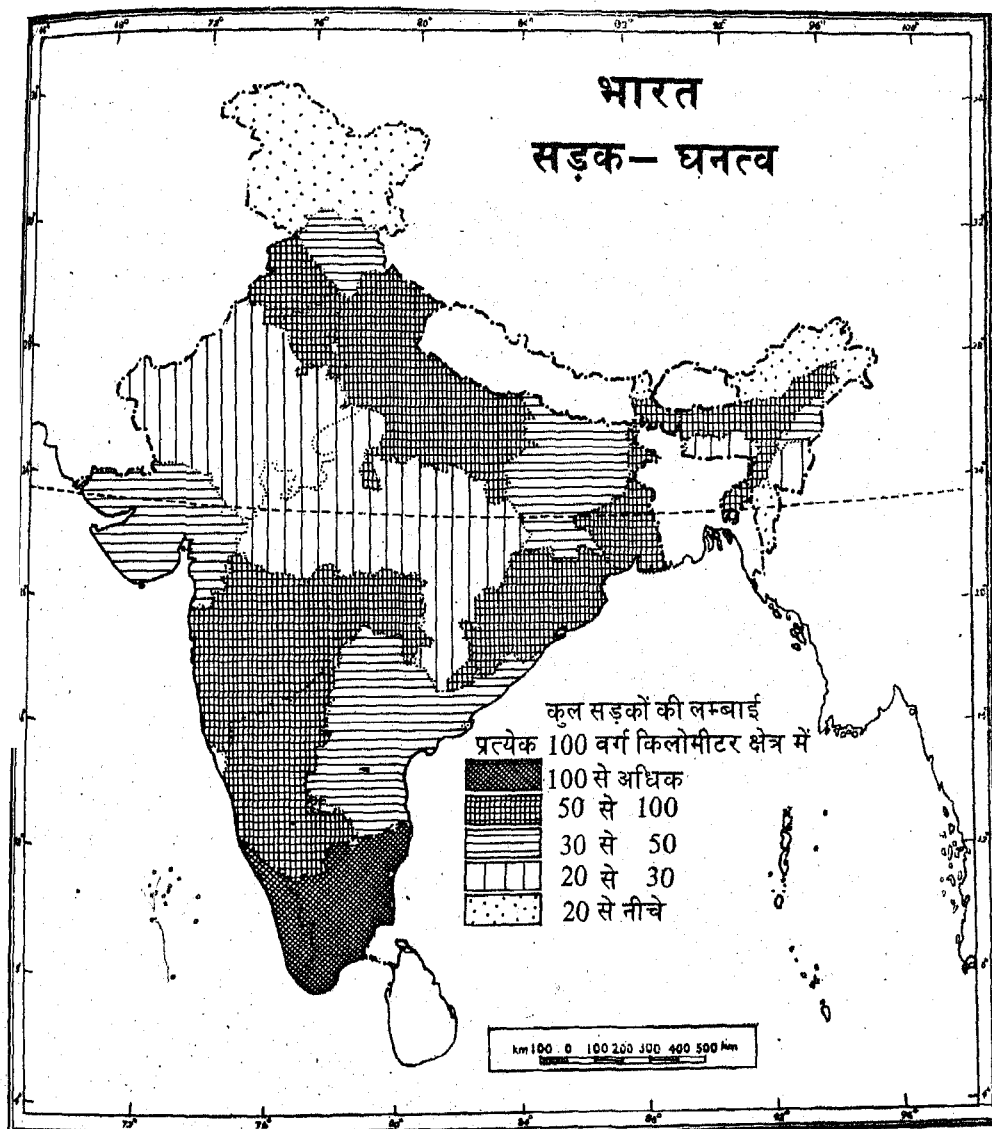 भारत
सड़क – घनत्व
कुल सड़कों की लम्बाई
प्रत्येक 100 वर्ग किलोमीटर क्षेत्र में
100 से अधिक
50 से 100
30 से 50
20 से 30
20 से नीचे
km 100 0 100 200 300 400 500 km